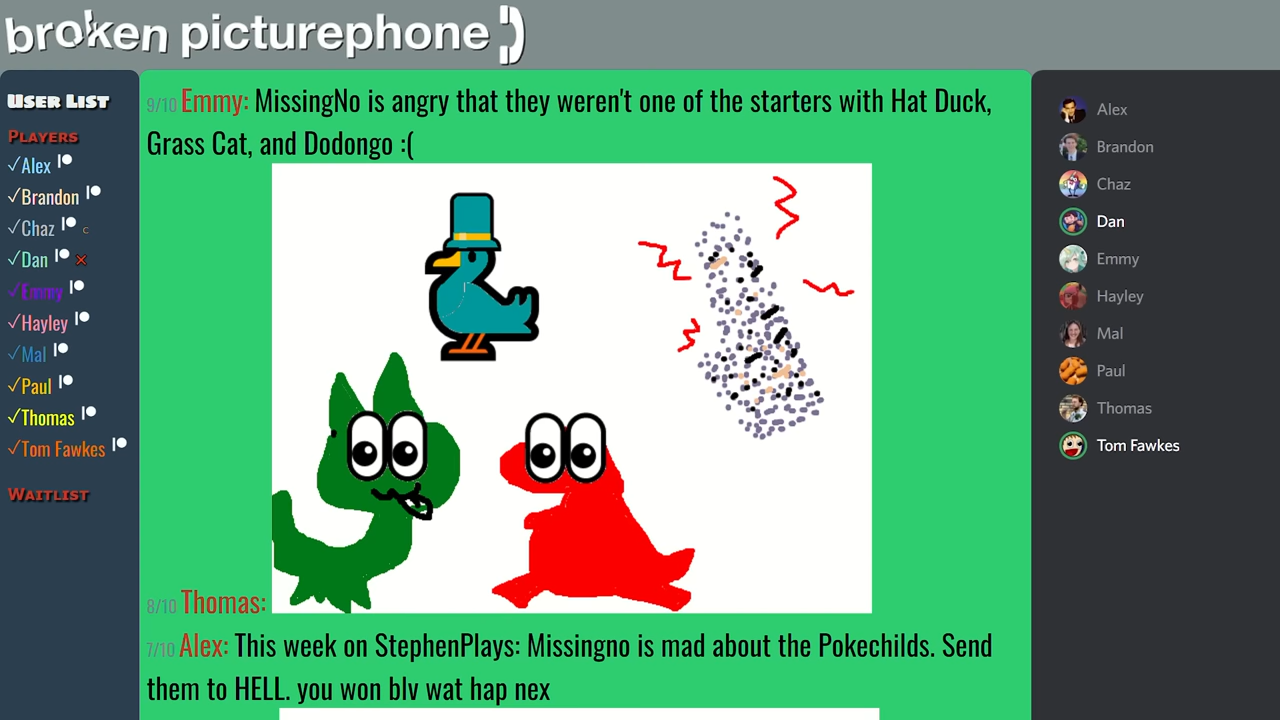 broken picturephone
User List
Players
✓Alex
✓Brandon
✓Chaz c
✓Dan ✕
✓Emmy
✓Hayley
✓Mal
✓Paul
✓Thomas
✓Tom Fawkes
Waitlist
9/10 Emmy: MissingNo is angry that they weren't one of the starters with Hat Duck,
Grass Cat, and Dodongo :(
8/10 Thomas:
7/10 Alex: This week on StephenPlays: Missingno is mad about the Pokechilds. Send
them to HELL. you won blv wat hap nex
Alex
Brandon
Chaz
Dan
Emmy
Hayley
Mal
Paul
Thomas
Tom Fawkes